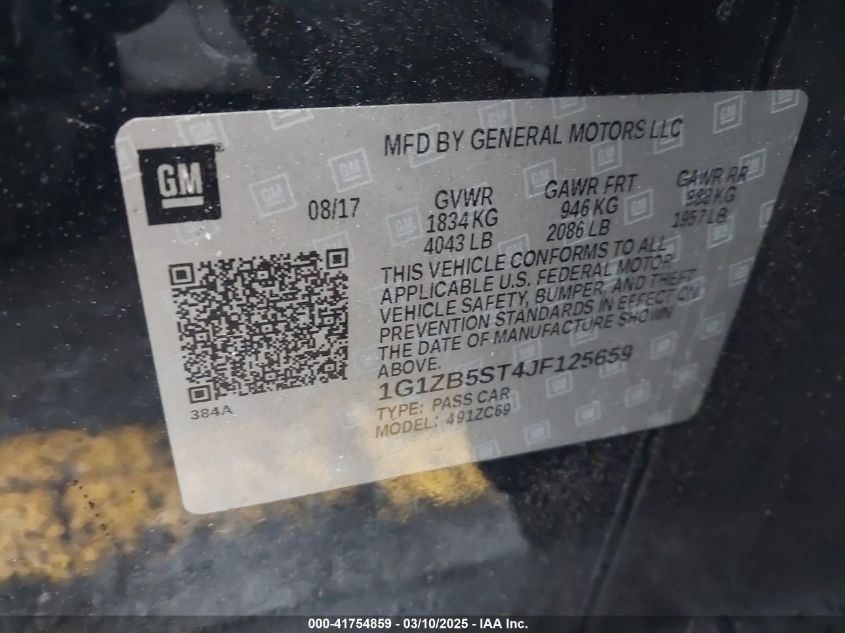 MFD BY GENERAL MOTORS LLC
GM
08/17
GVWR
1834 KG
4043 LB
GAWR FRT
946 KG
2086 LB
GAWR RR
KG
1957 LB
THIS VEHICLE CONFORMS TO ALL
APPLICABLE U.S. FEDERAL MOTOR
VEHICLE SAFETY, BUMPER, AND THEFT
PREVENTION STANDARDS IN EFFECT ON
THE DATE OF MANUFACTURE SHOWN
ABOVE.
1G1ZB5ST4JF125659
TYPE: PASS CAR
MODEL: 491ZC69
384A
000-41754859 - 03/10/2025 - IAA Inc.